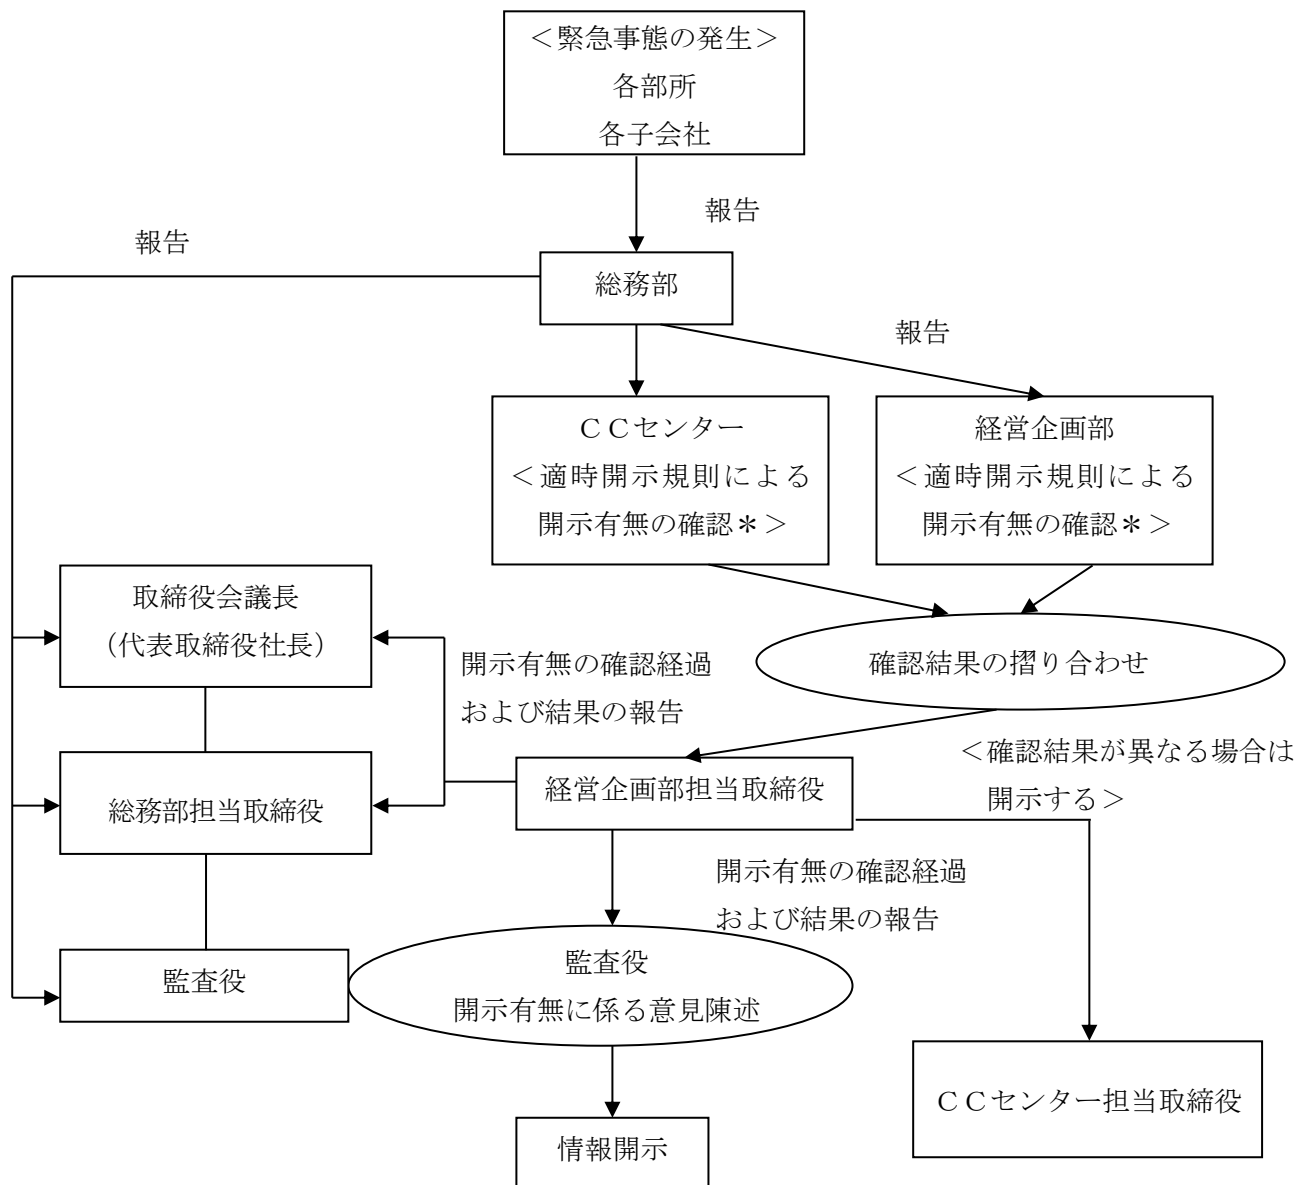 ＜緊急事態の発生＞
各部所
各子会社
報告
報告
総務部
報告
ＣＣセンター
＜適時開示規則による
開示有無の確認＊＞
経営企画部
＜適時開示規則による
開示有無の確認＊＞
取締役会議長
（代表取締役社長）
開示有無の確認経過
および結果の報告
確認結果の摺り合わせ
＜確認結果が異なる場合は
開示する＞
総務部担当取締役
経営企画部担当取締役
開示有無の確認経過
および結果の報告
監査役
監査役
開示有無に係る意見陳述
ＣＣセンター担当取締役
情報開示